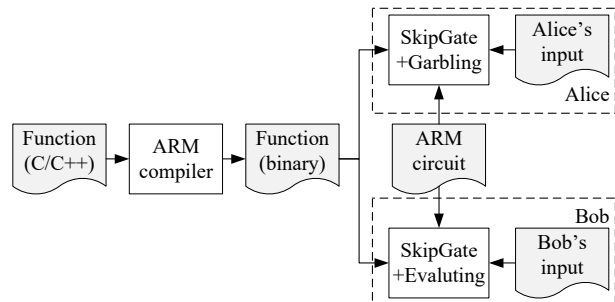 SkipGate
+Garbling
Alice's
input
Alice
Function
(C/C++)
ARM
compiler
Function
(binary)
ARM
circuit
Bob
SkipGate
+Evaluting
Bob's
input